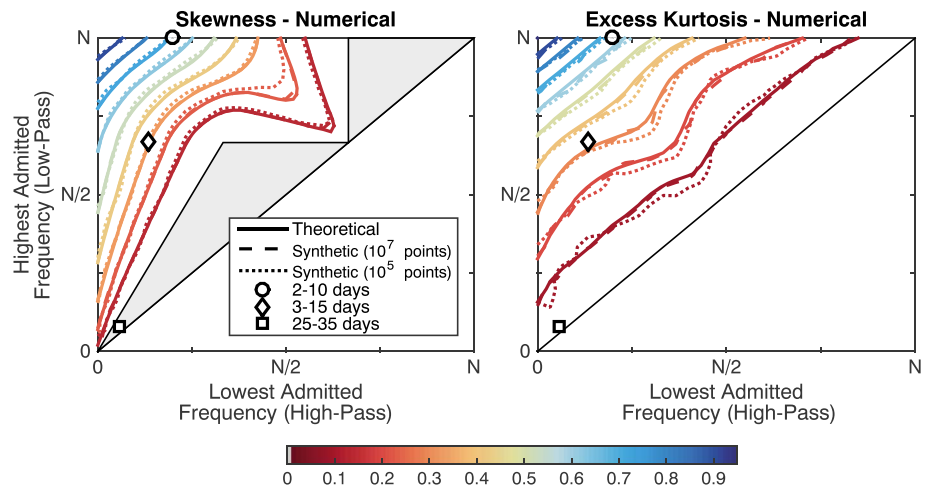 Skewness - Numerical
N
N/2
0
Highest Admitted
Frequency (Low-Pass)
Theoretical
Synthetic (10^7 points)
Synthetic (10^5 points)
2-10 days
3-15 days
25-35 days
0 N/2 N
Lowest Admitted
Frequency (High-Pass)
Excess Kurtosis - Numerical
N
N/2
0
0 N/2 N
Lowest Admitted
Frequency (High-Pass)
0 0.1 0.2 0.3 0.4 0.5 0.6 0.7 0.8 0.9